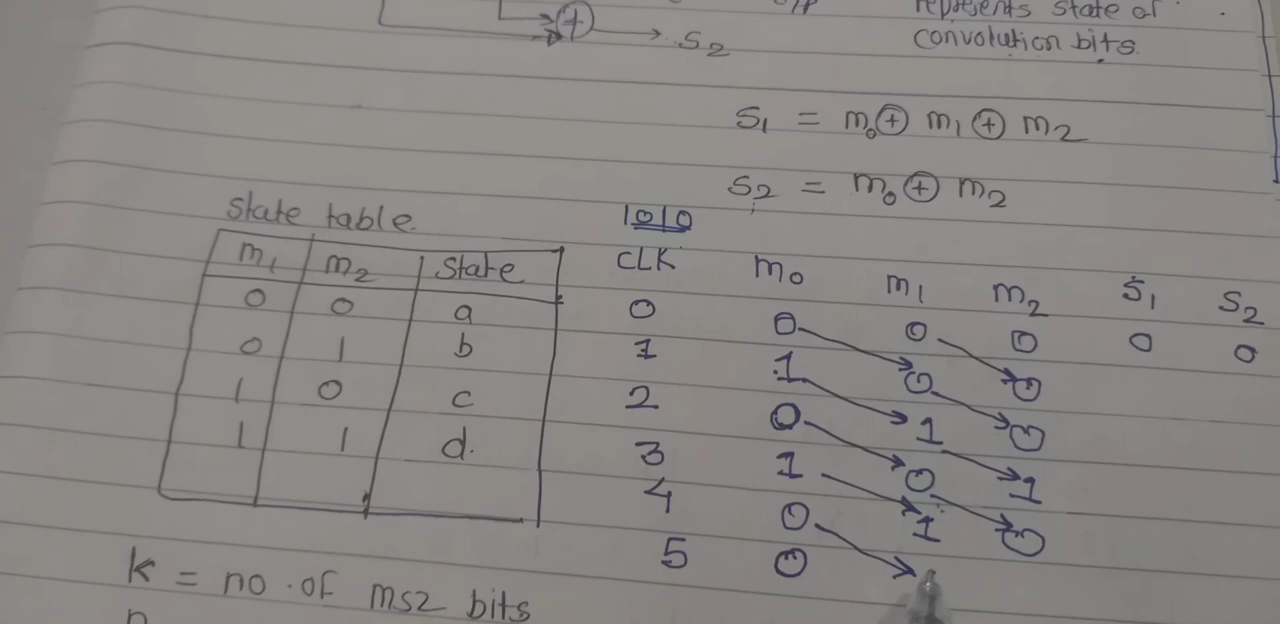 represents state of
convolution bits.
S2
S1 = m0 ⊕ m1 ⊕ m2
S2 = m0 ⊕ m2
State table.
m1 m2 State
0 0 a
0 1 b
1 0 c
1 1 d.
1010
CLK m0 m1 m2 S1 S2
0 0 0 0 0 0
1 1 0 0
2 0 1 0
3 1 0 1
4 0 1 0
5 0
k = no. of msz bits